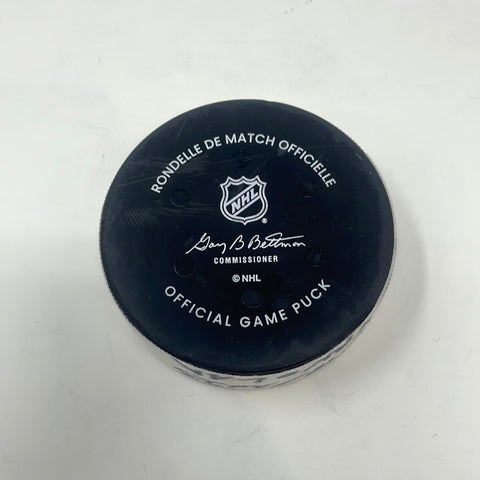 RONDELLE DE MATCH OFFICIELLE
NHL
®
Gary B Bettman
COMMISSIONER
© NHL
OFFICIAL GAME PUCK